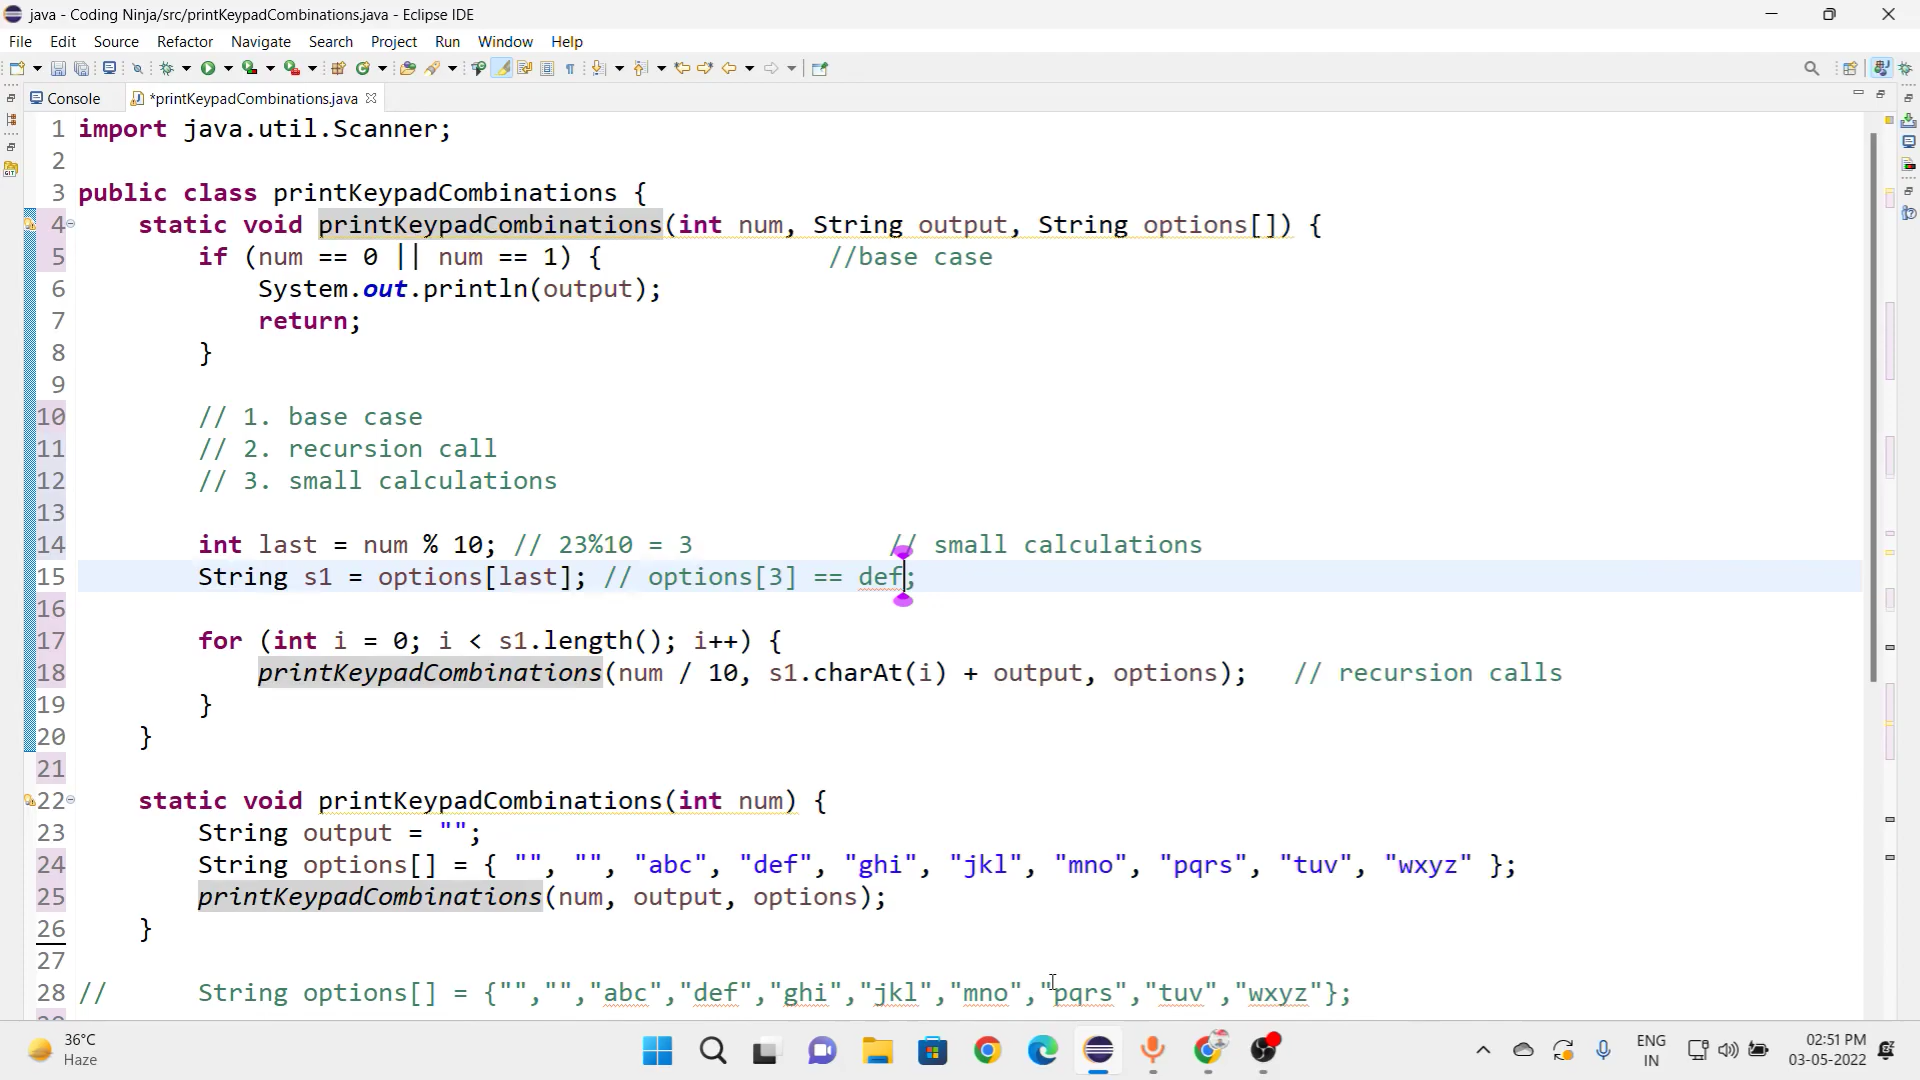 java - Coding Ninja/src/printKeypadCombinations.java - Eclipse IDE
File Edit Source Refactor Navigate Search Project Run Window Help
Console *printKeypadCombinations.java
1 import java.util.Scanner;
2
3 public class printKeypadCombinations {
4 static void printKeypadCombinations(int num, String output, String options[]) {
5 if (num == 0 || num == 1) { //base case
6 System.out.println(output);
7 return;
8 }
9
10 // 1. base case
11 // 2. recursion call
12 // 3. small calculations
13
14 int last = num % 10; // 23%10 = 3 // small calculations
15 String s1 = options[last]; // options[3] == def;
16
17 for (int i = 0; i < s1.length(); i++) {
18 printKeypadCombinations(num / 10, s1.charAt(i) + output, options); // recursion calls
19 }
20 }
21
22 static void printKeypadCombinations(int num) {
23 String output = "";
24 String options[] = { "", "", "abc", "def", "ghi", "jkl", "mno", "pqrs", "tuv", "wxyz" };
25 printKeypadCombinations(num, output, options);
26 }
27
28 // String options[] = {"","","abc","def","ghi","jkl","mno","pqrs","tuv","wxyz"};
36°C
Haze
ENG
IN
02:51 PM
03-05-2022